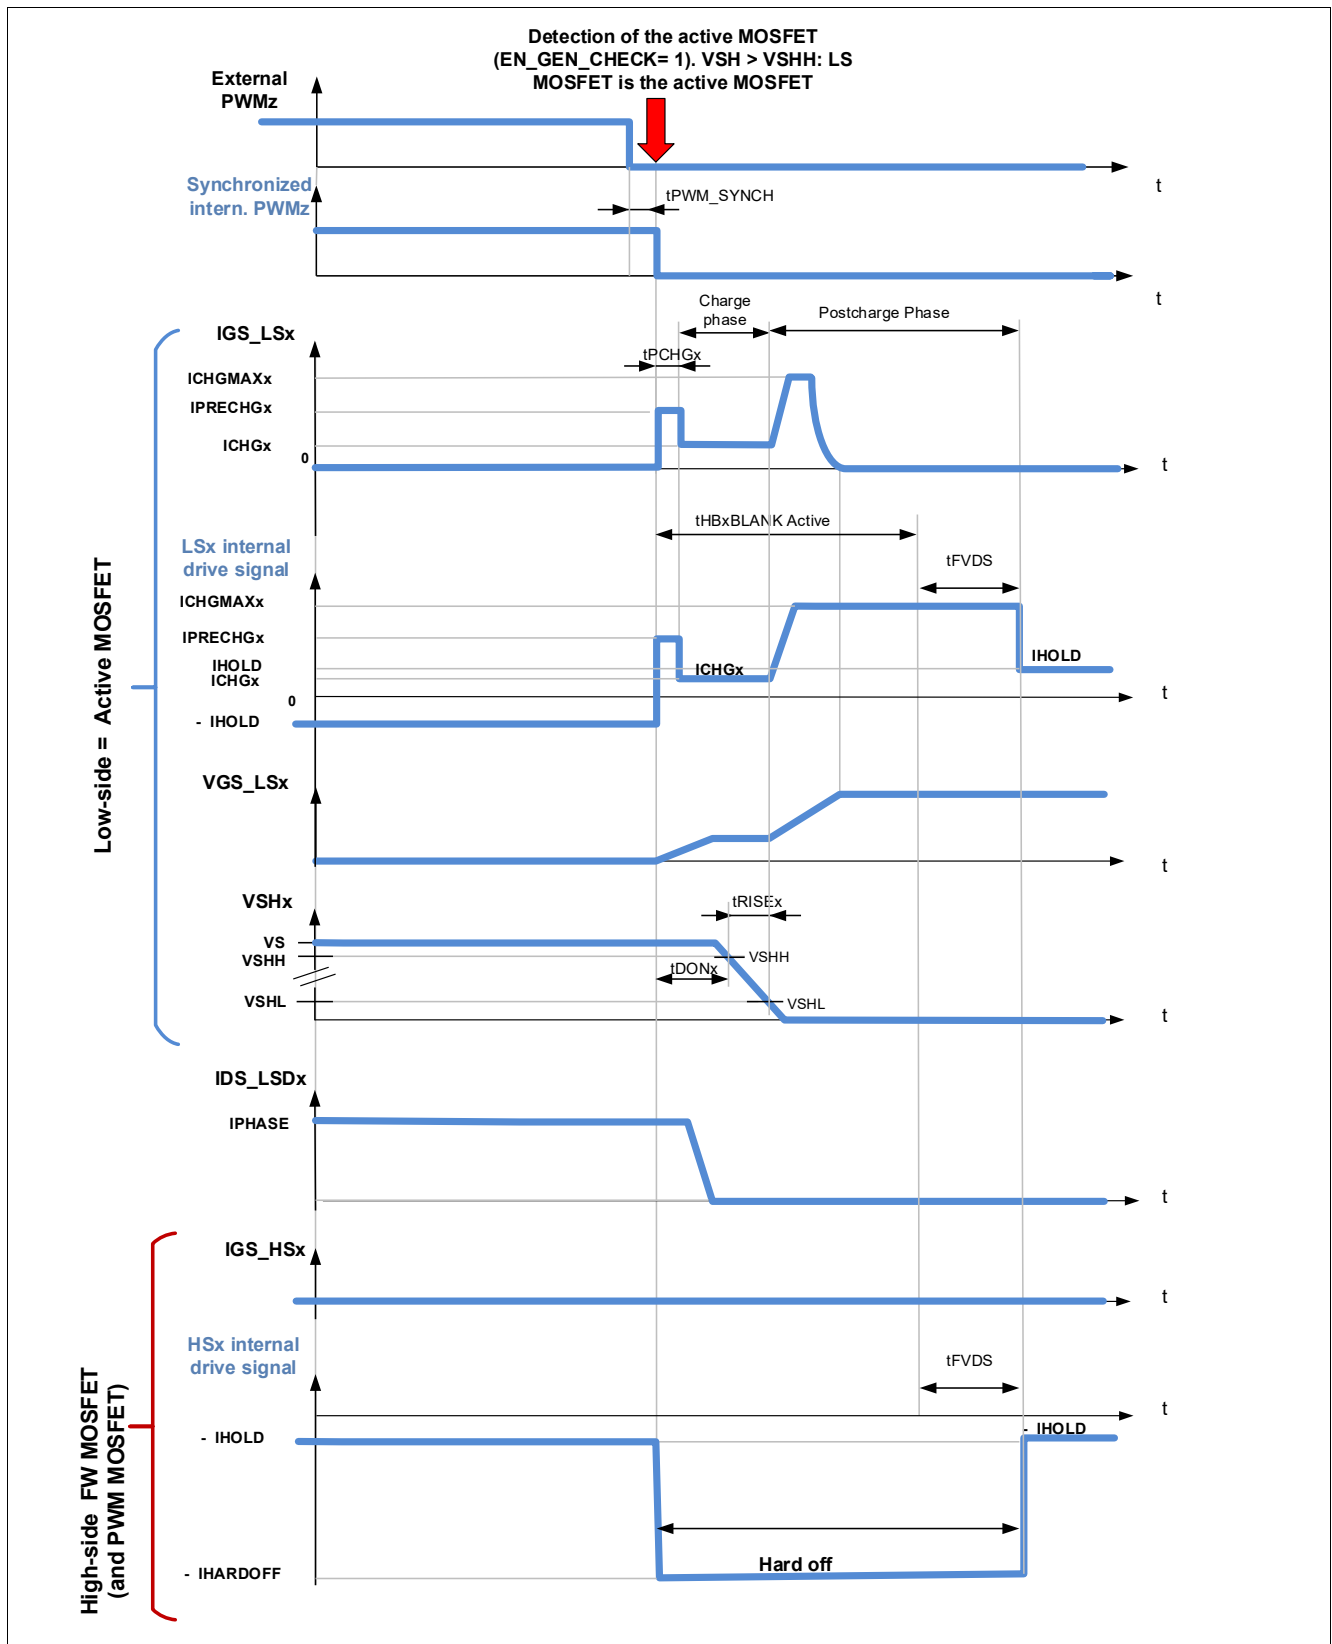 Detection of the active MOSFET
(EN_GEN_CHECK= 1). VSH > VSHH: LS
MOSFET is the active MOSFET
External
PWMz
t
Synchronized
intern. PWMz
tPWM_SYNCH
t
Charge
phase
Postcharge Phase
IGS_LSx
tPCHGx
ICHGMAXx
IPRECHGx
ICHGx
0
t
tHBxBLANK Active
LSx internal
drive signal
tFVDS
ICHGMAXx
IPRECHGx
IHOLD
ICHGx
ICHGx
IHOLD
0
t
- IHOLD
VGS_LSx
t
VSHx
tRISEx
VS
VSHH
VSHH
tDONx
VSHL
VSHL
t
Low-side = Active MOSFET
IDS_LSDx
IPHASE
t
IGS_HSx
t
HSx internal
drive signal
tFVDS
t
- IHOLD
- IHOLD
Hard off
- IHARDOFF
High-side FW MOSFET
(and PWM MOSFET)